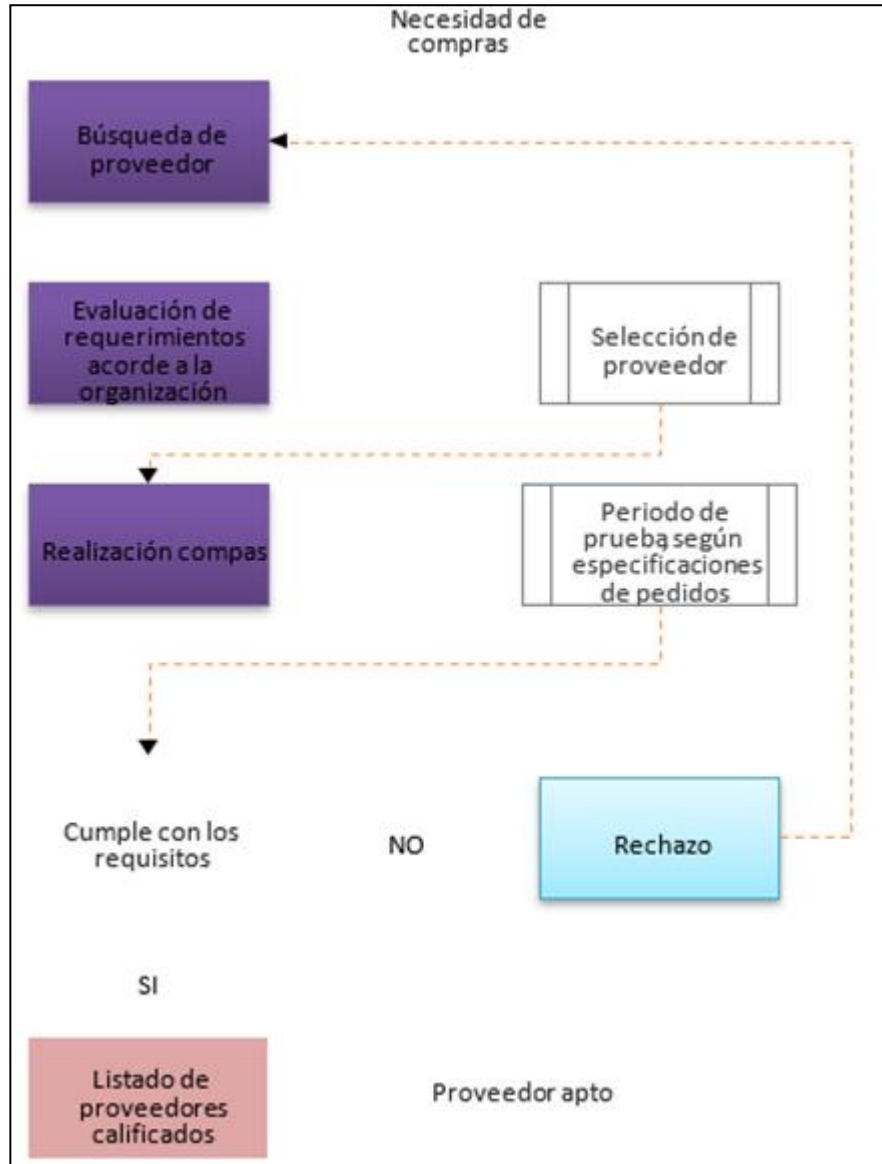 Necesidad de
compras
Búsqueda de
proveedor
Evaluación de
requerimientos
acorde a la
organización
Selección de
proveedor
Realización compas
Periodo de
prueba según
especificaciones
de pedidos
Cumple con los
requisitos
NO
Rechazo
SI
Listado de
proveedores
calificados
Proveedor apto